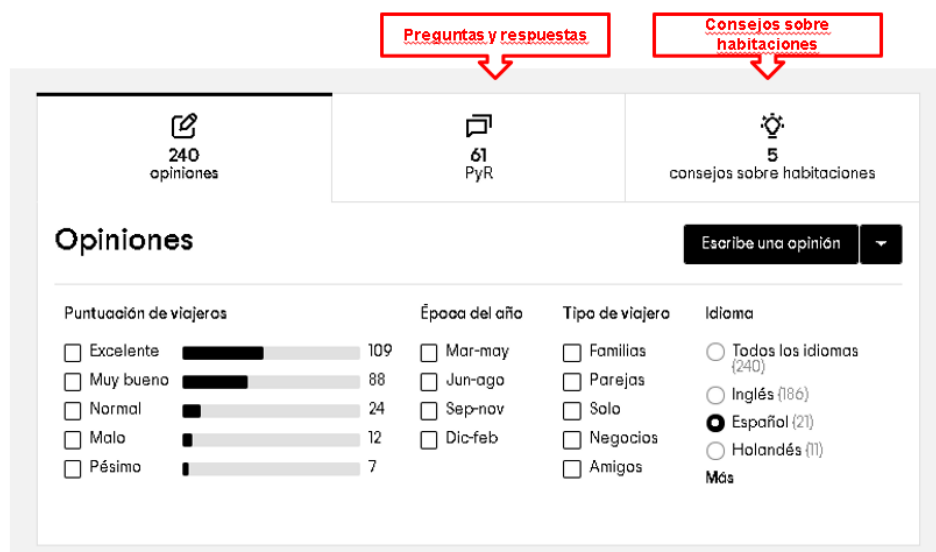 Preguntas y respuestas
Consejos sobre
habitaciones
240
opiniones
61
PyR
5
consejos sobre habitaciones
Opiniones
Escribe una opinión
Puntuación de viajeros
Excelente 109
Muy bueno 88
Normal 24
Malo 12
Pésimo 7
Época del año
Mar-may
Jun-ago
Sep-nov
Dic-feb
Tipo de viajero
Familias
Parejas
Solo
Negocios
Amigos
Idioma
Todos los idiomas
(240)
Inglés (186)
Español (21)
Holandés (11)
Más